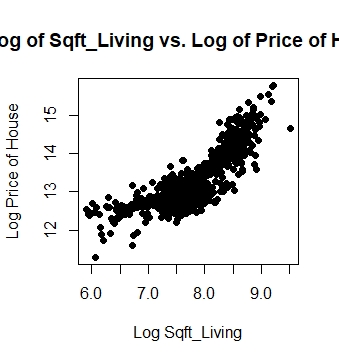 og of Sqft_Living vs. Log of Price of H
Log Price of House
15
14
13
12
6.0 7.0 8.0 9.0
Log Sqft_Living